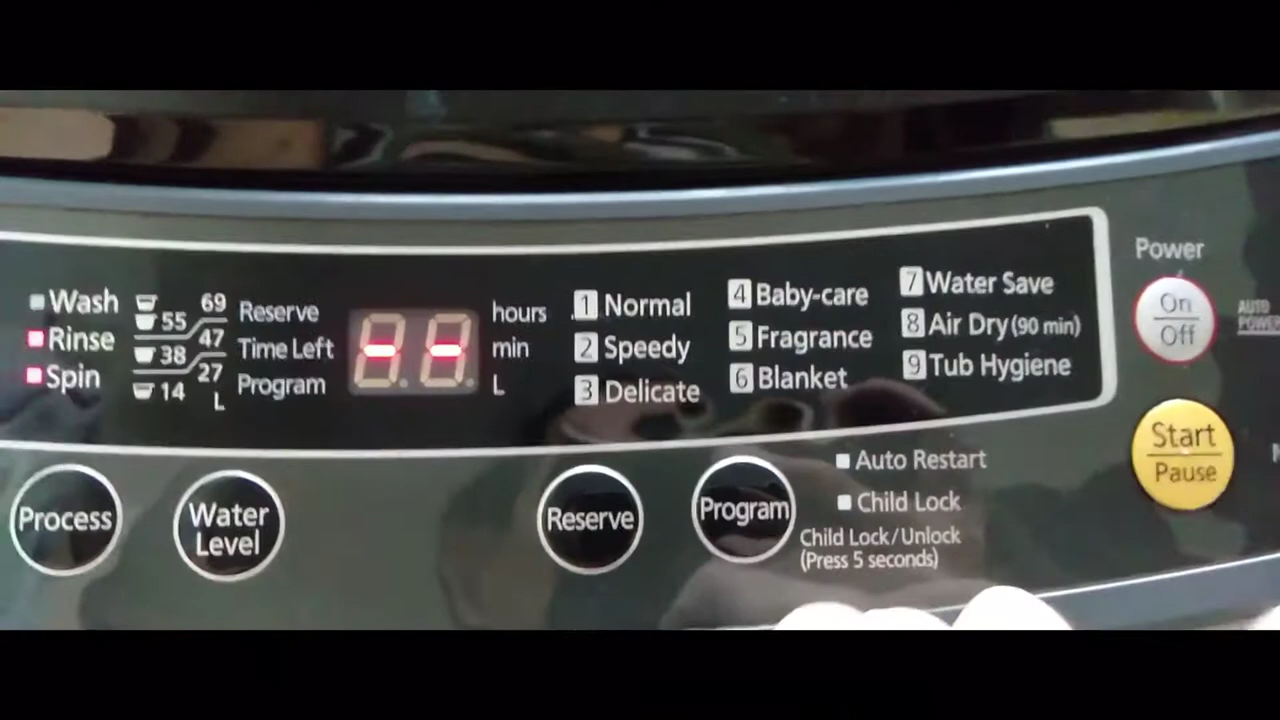 Wash
Rinse
Spin
69
55
47
38
27
14
L
Reserve
Time Left
Program
--
hours
min
L
1 Normal
2 Speedy
3 Delicate
4 Baby-care
5 Fragrance
6 Blanket
7 Water Save
8 Air Dry (90 min)
9 Tub Hygiene
Power
On
Off
AUTO
POWER
Start
Pause
Process
Water
Level
Reserve
Program
Auto Restart
Child Lock
Child Lock/Unlock
(Press 5 seconds)